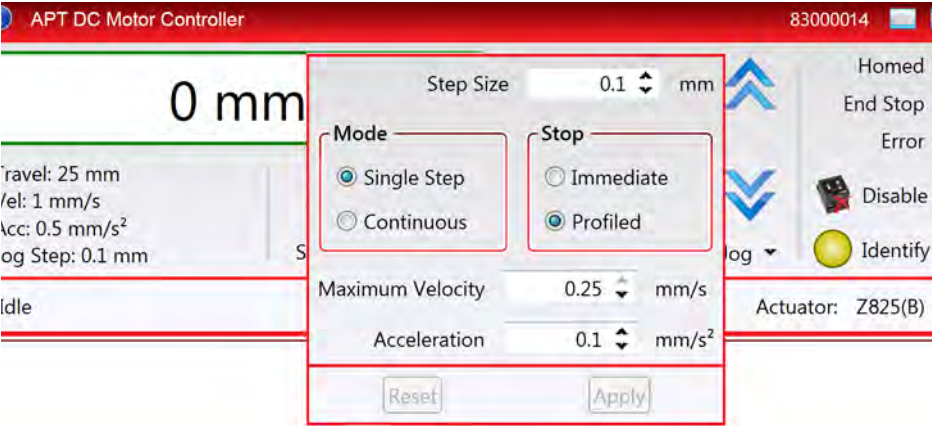 APT DC Motor Controller 83000014
0 mm
Travel: 25 mm
Vel: 1 mm/s
Acc: 0.5 mm/s²
Jog Step: 0.1 mm
Idle
Step Size 0.1 mm
Mode
Single Step
Continuous
Stop
Immediate
Profiled
Maximum Velocity 0.25 mm/s
Acceleration 0.1 mm/s²
Reset Apply
Homed
End Stop
Error
Disable
Identify
Actuator: Z825(B)